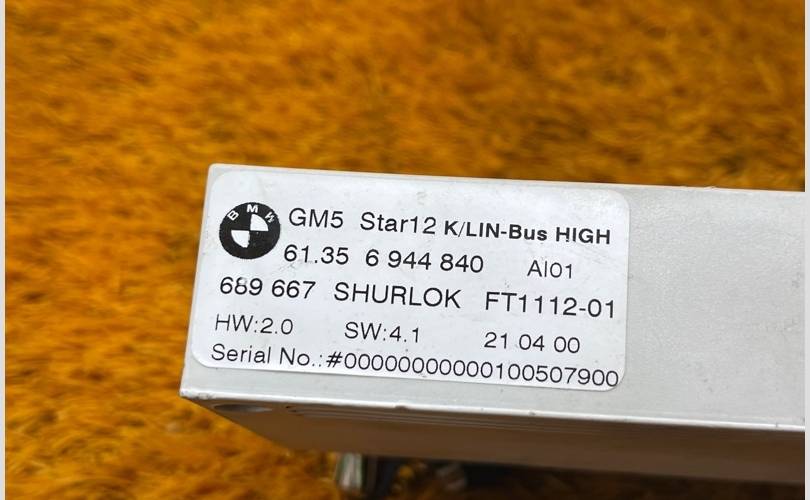 BMW
GM5 Star12 K/LIN-Bus HIGH
61.35 6 944 840 AI01
689 667 SHURLOK FT1112-01
HW:2.0 SW:4.1 21 04 00
Serial No.:#00000000000100507900